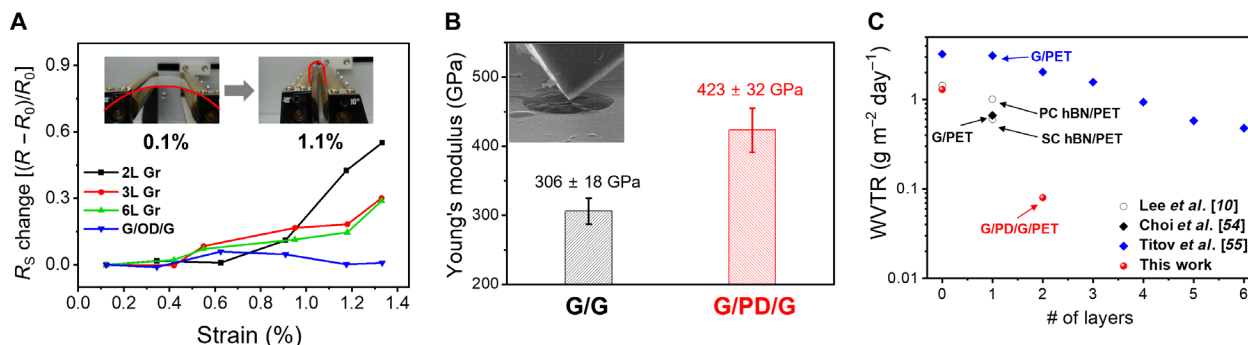 A
R_S change [(R − R_0)/R_0]
0.9
0.6
0.3
0.0
0.1%
1.1%
2L Gr
3L Gr
6L Gr
G/OD/G
0.0 0.2 0.4 0.6 0.8 1.0 1.2 1.4
Strain (%)
B
Young's modulus (GPa)
500
400
300
200
306 ± 18 GPa
423 ± 32 GPa
G/G
G/PD/G
C
WVTR (g m⁻² day⁻¹)
1
0.1
0.01
G/PET
PC hBN/PET
G/PET
SC hBN/PET
G/PD/G/PET
Lee et al. [10]
Choi et al. [54]
Titov et al. [55]
This work
0 1 2 3 4 5 6
# of layers